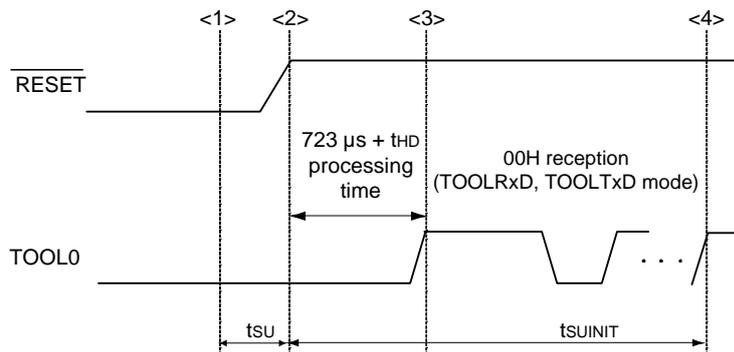 <1> <2> <3> <4>
RESET
723 µs + tHD
processing
time
00H reception
(TOOLRxD, TOOLTxD mode)
TOOL0
. . .
tSU
tSUINIT